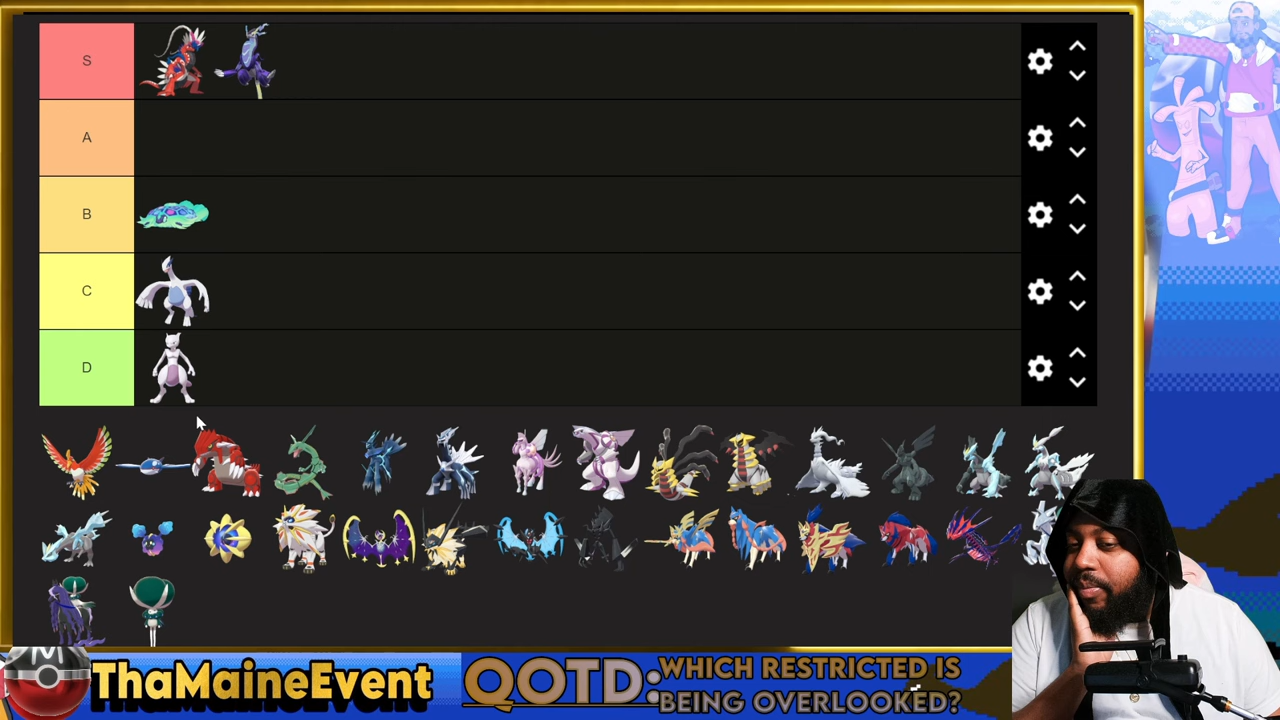 S
A
B
C
D
M
ThaMaineEvent
QOTD: WHICH RESTRICTED IS
BEING OVERLOOKED?